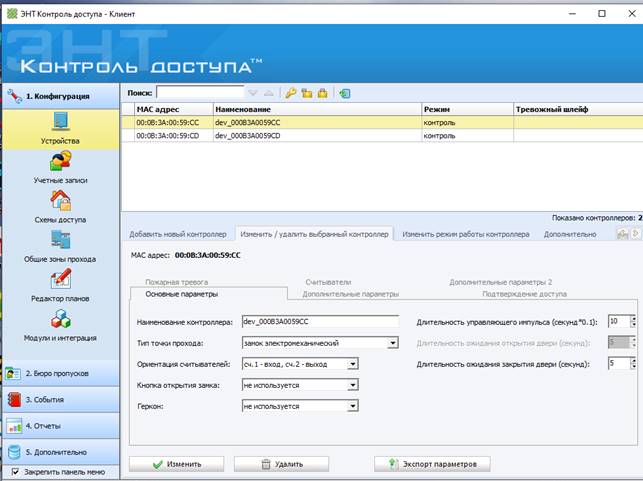 ЭНТ Контроль доступа - Клиент
ЭНТ
КОНТРОЛЬ ДОСТУПА™
1. Конфигурация
Устройства
Учетные записи
Схемы доступа
Общие зоны прохода
Редактор планов
Модули и интеграция
2. Бюро пропусков
3. События
4. Отчеты
5. Дополнительно
Закрепить панель меню
Поиск:
MAC адрес Наименование Режим Тревожный шлейф
00:0B:3A:00:59:CC dev_000B3A0059CC контроль
00:0B:3A:00:59:CD dev_000B3A0059CD контроль
Показано контроллеров: 2
Добавить новый контроллер Изменить / удалить выбранный контроллер Изменить режим работы контроллера Дополнительно
MAC адрес: 00:0B:3A:00:59:CC
Пожарная тревога Считыватели Дополнительные параметры 2
Основные параметры Дополнительные параметры Подтверждение доступа
Наименование контроллера: dev_000B3A0059CC Длительность управляющего импульса (секунд*0.1): 10
Тип точки прохода: замок электромеханический Длительность ожидания открытия двери (секунд): 5
Ориентация считывателей: сч.1 - вход, сч.2 - выход Длительность ожидания закрытия двери (секунд): 5
Кнопка открытия замка: не используется
Геркон: не используется
Изменить Удалить Экспорт параметров